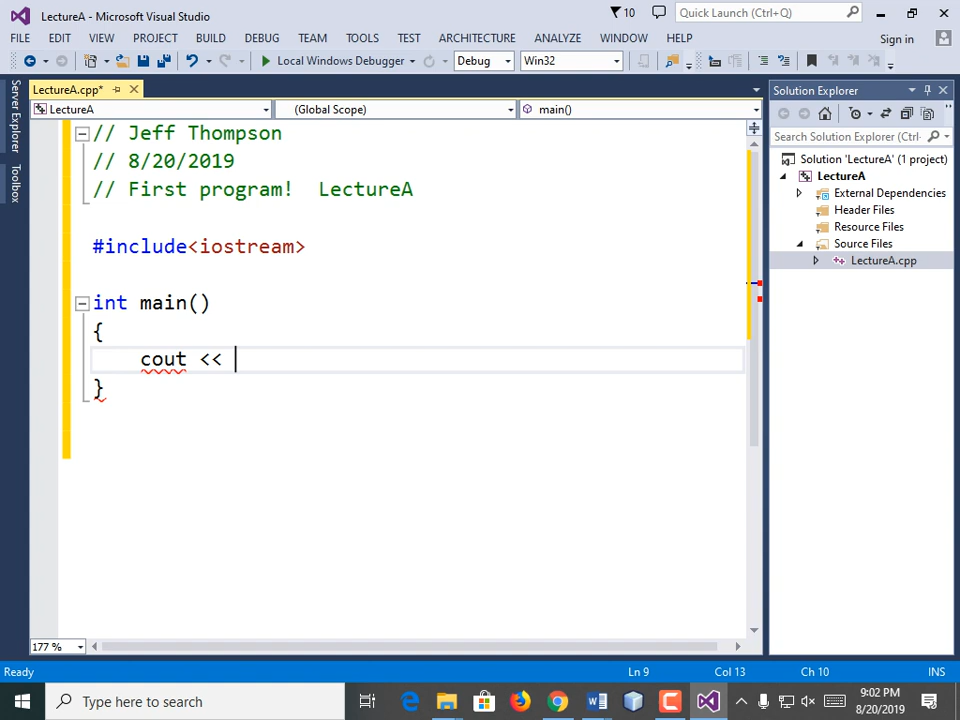 LectureA - Microsoft Visual Studio
10
Quick Launch (Ctrl+Q)
FILE EDIT VIEW PROJECT BUILD DEBUG TEAM TOOLS TEST ARCHITECTURE ANALYZE WINDOW HELP Sign in
Local Windows Debugger Debug Win32
Server Explorer
Toolbox
LectureA.cpp*
LectureA (Global Scope) main()
// Jeff Thompson
// 8/20/2019
// First program! LectureA
#include<iostream>
int main()
{
cout <<
}
177 %
Solution Explorer
Search Solution Explorer (Ctrl+
Solution 'LectureA' (1 project)
LectureA
External Dependencies
Header Files
Resource Files
Source Files
LectureA.cpp
Ready Ln 9 Col 13 Ch 10 INS
Type here to search
9:02 PM
8/20/2019